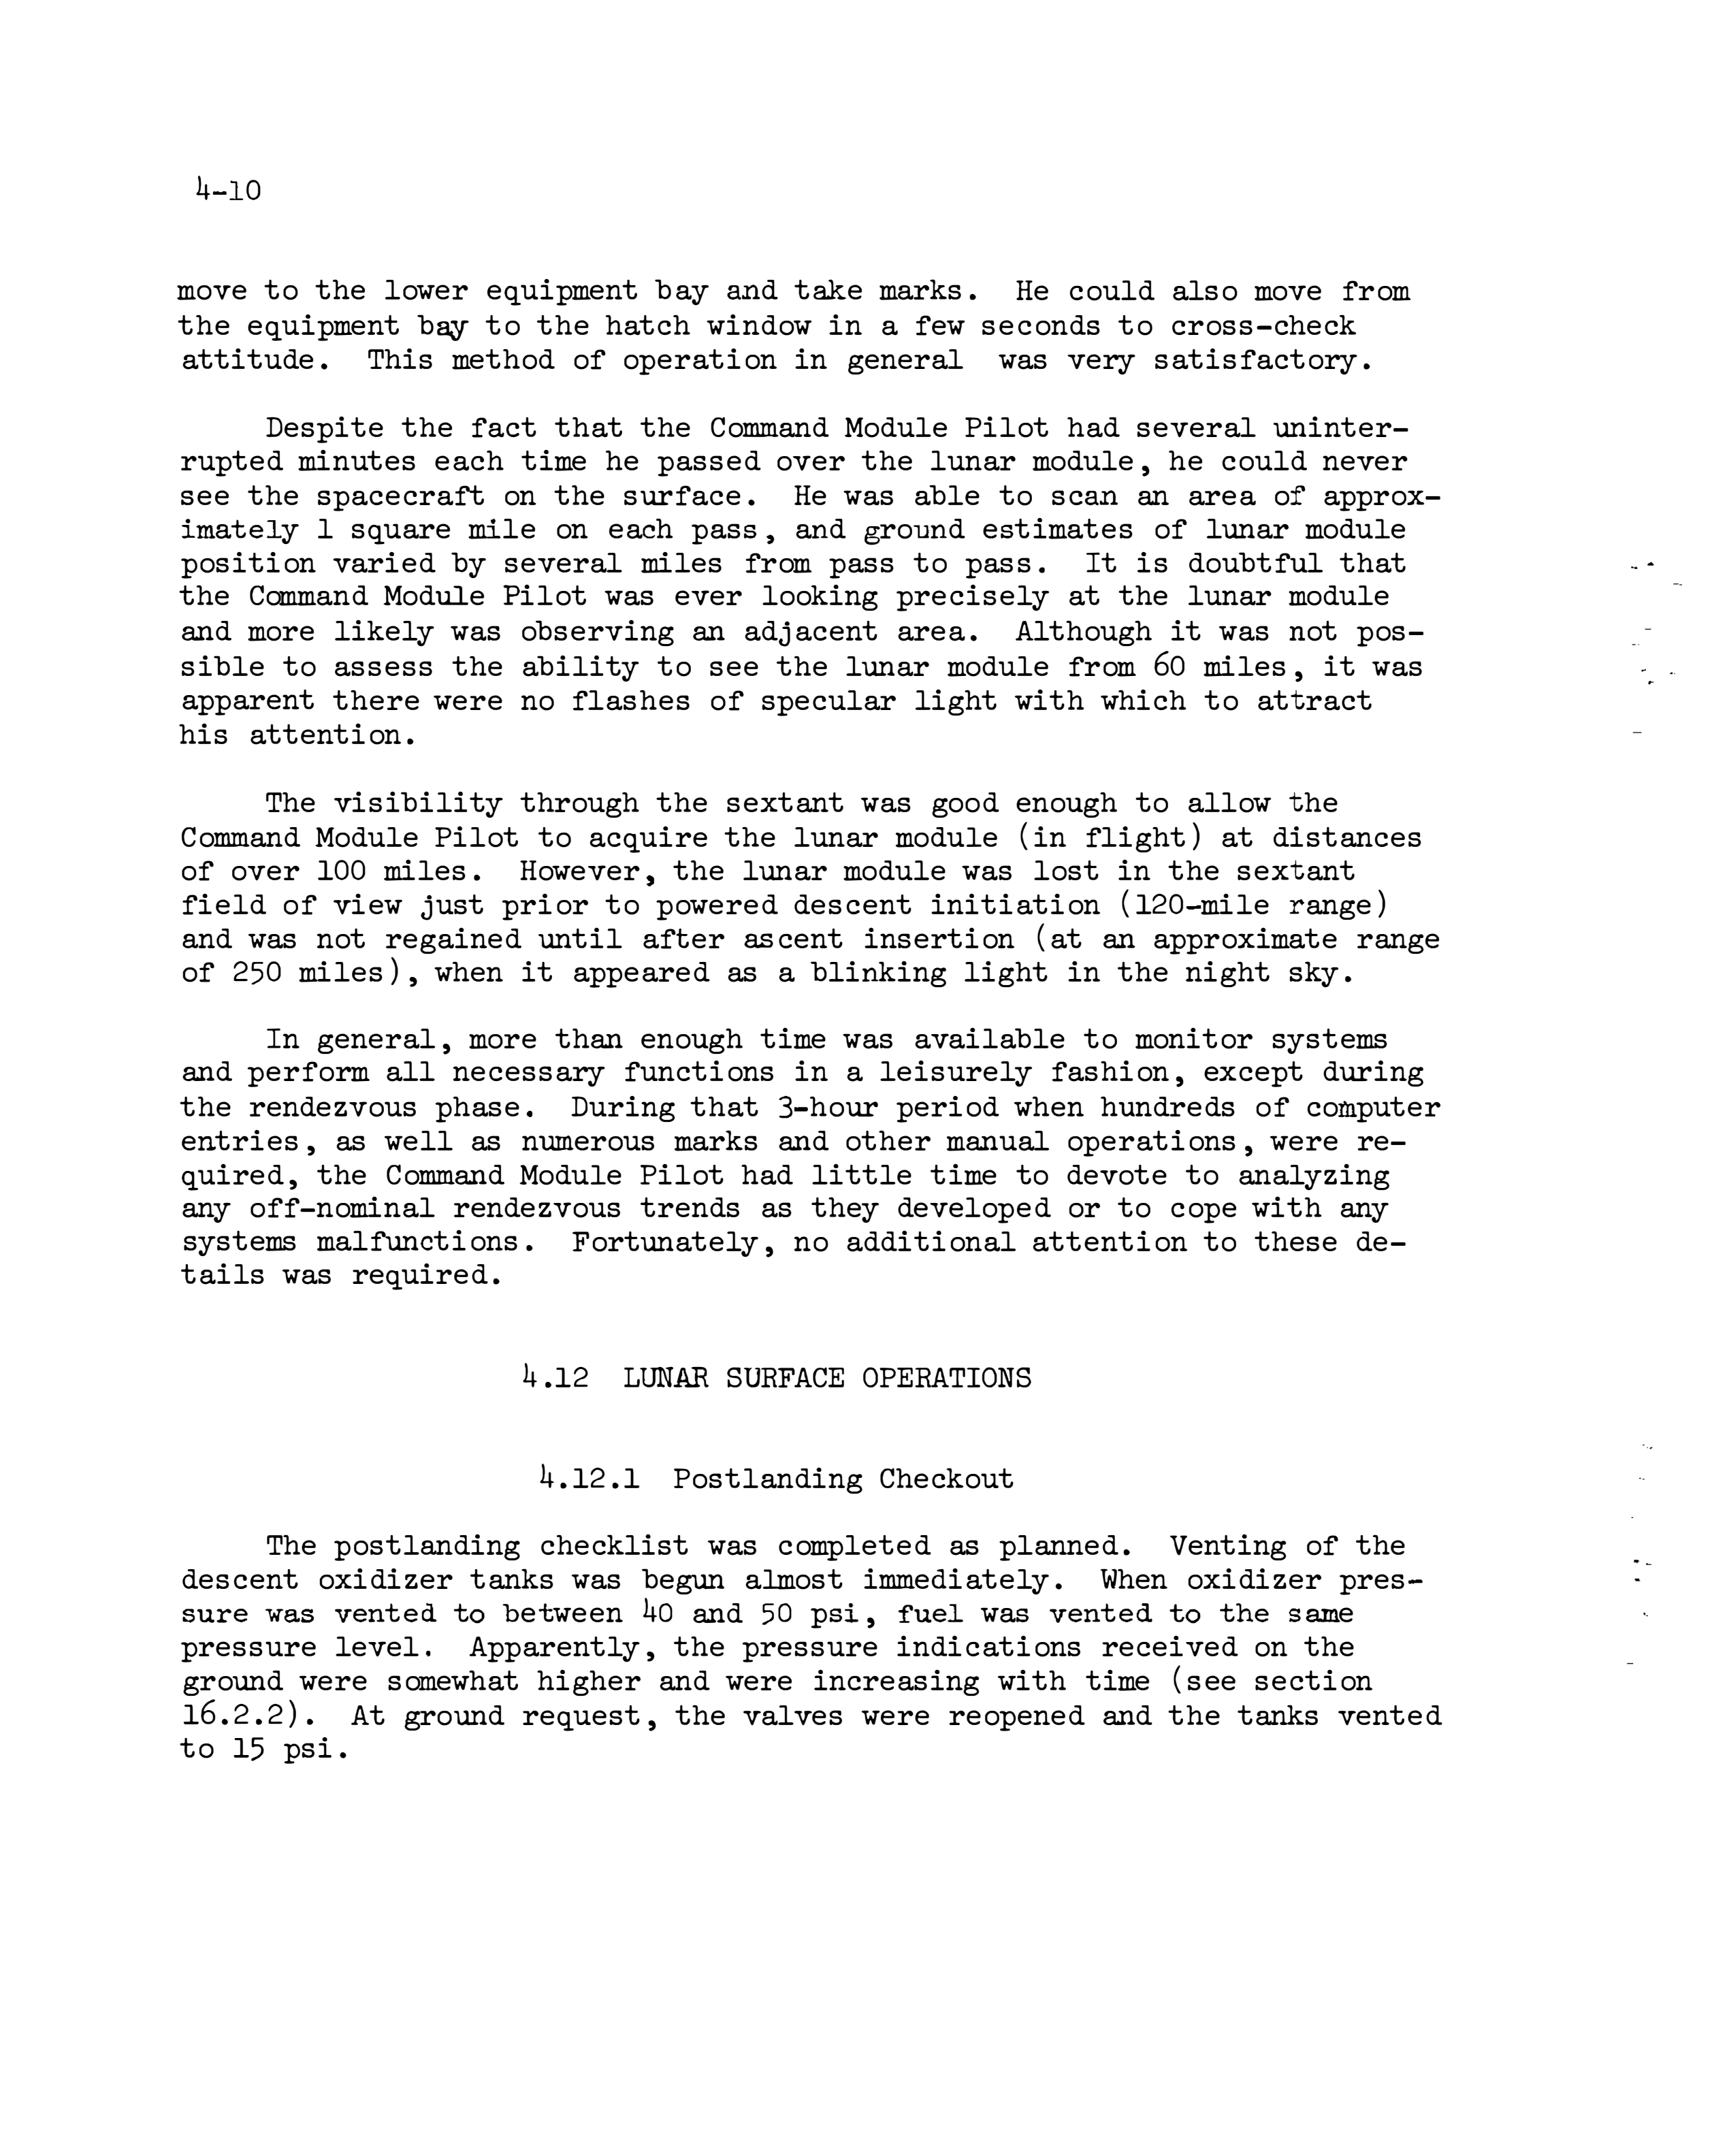 4-10
move to the lower equipment bay and take marks. He could also move from
the equipment bay to the hatch window in a few seconds to cross-check
attitude. This method of operation in general was very satisfactory.
Despite the fact that the Command Module Pilot had several uninter-
rupted minutes each time he passed over the lunar module, he could never
see the spacecraft on the surface. He was able to scan an area of approx-
imately 1 square mile on each pass, and ground estimates of lunar module
position varied by several miles from pass to pass. It is doubtful that
the Command Module Pilot was ever looking precisely at the lunar module
and more likely was observing an adjacent area. Although it was not pos-
sible to assess the ability to see the lunar module from 60 miles, it was
apparent there were no flashes of specular light with which to attract
his attention.
The visibility through the sextant was good enough to allow the
Command Module Pilot to acquire the lunar module (in flight) at distances
of over 100 miles. However, the lunar module was lost in the sextant
field of view just prior to powered descent initiation (120-mile range)
and was not regained until after ascent insertion (at an approximate range
of 250 miles), when it appeared as a blinking light in the night sky.
In general, more than enough time was available to monitor systems
and perform all necessary functions in a leisurely fashion, except during
the rendezvous phase. During that 3-hour period when hundreds of computer
entries, as well as numerous marks and other manual operations, were re-
quired, the Command Module Pilot had little time to devote to analyzing
any off-nominal rendezvous trends as they developed or to cope with any
systems malfunctions. Fortunately, no additional attention to these de-
tails was required.
4.12 LUNAR SURFACE OPERATIONS
4.12.1 Postlanding Checkout
The postlanding checklist was completed as planned. Venting of the
descent oxidizer tanks was begun almost immediately. When oxidizer pres-
sure was vented to between 40 and 50 psi, fuel was vented to the same
pressure level. Apparently, the pressure indications received on the
ground were somewhat higher and were increasing with time (see section
16.2.2). At ground request, the valves were reopened and the tanks vented
to 15 psi.